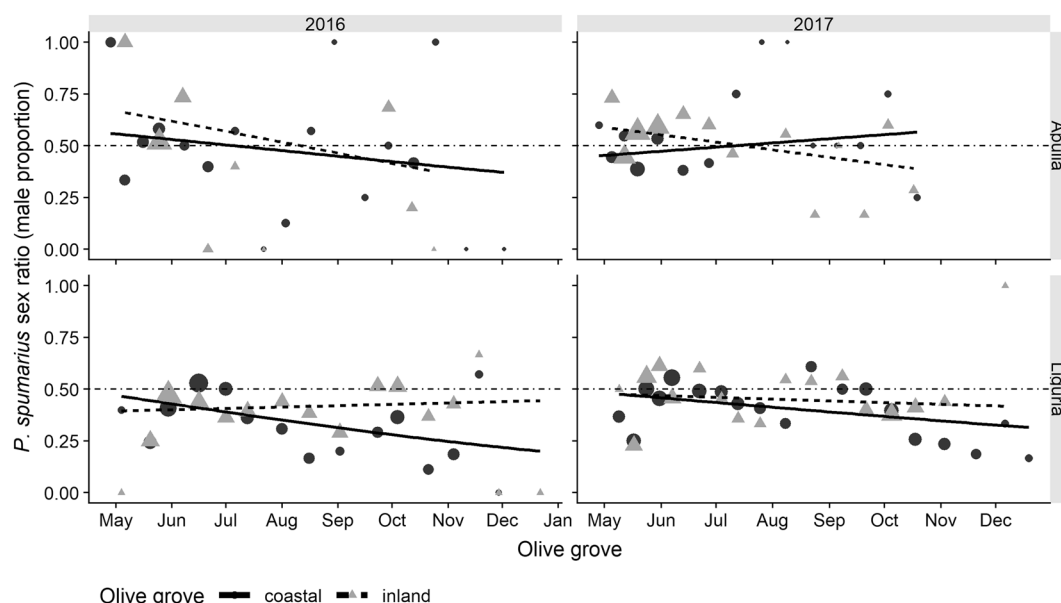 2016 2017
1.00
0.75
0.50
0.25
0.00
Apulia
1.00
0.75
0.50
0.25
0.00
Liguria
P. spumarius sex ratio (male proportion)
May Jun Jul Aug Sep Oct Nov Dec Jan May Jun Jul Aug Sep Oct Nov Dec
Olive grove
Olive grove coastal inland